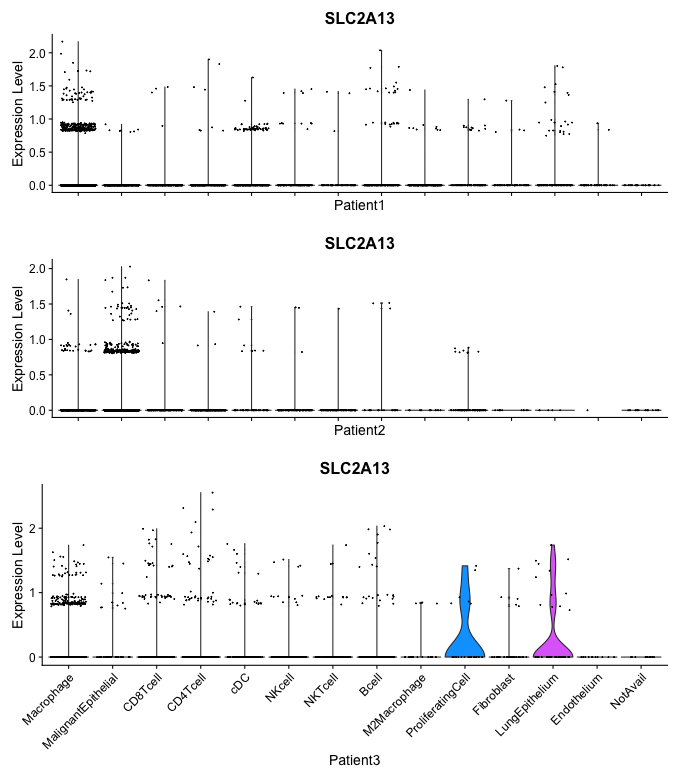 SLC2A13
Expression Level
2.0
1.5
1.0
0.5
0.0
Patient1
SLC2A13
Expression Level
2.0
1.5
1.0
0.5
0.0
Patient2
SLC2A13
Expression Level
2
1
0
Macrophage
MalignantEpithelial
CD8Tcell
CD4Tcell
cDC
NKcell
NKTcell
Bcell
M2Macrophage
ProliferatingCell
Fibroblast
LungEpithelium
Endothelium
NotAvail
Patient3